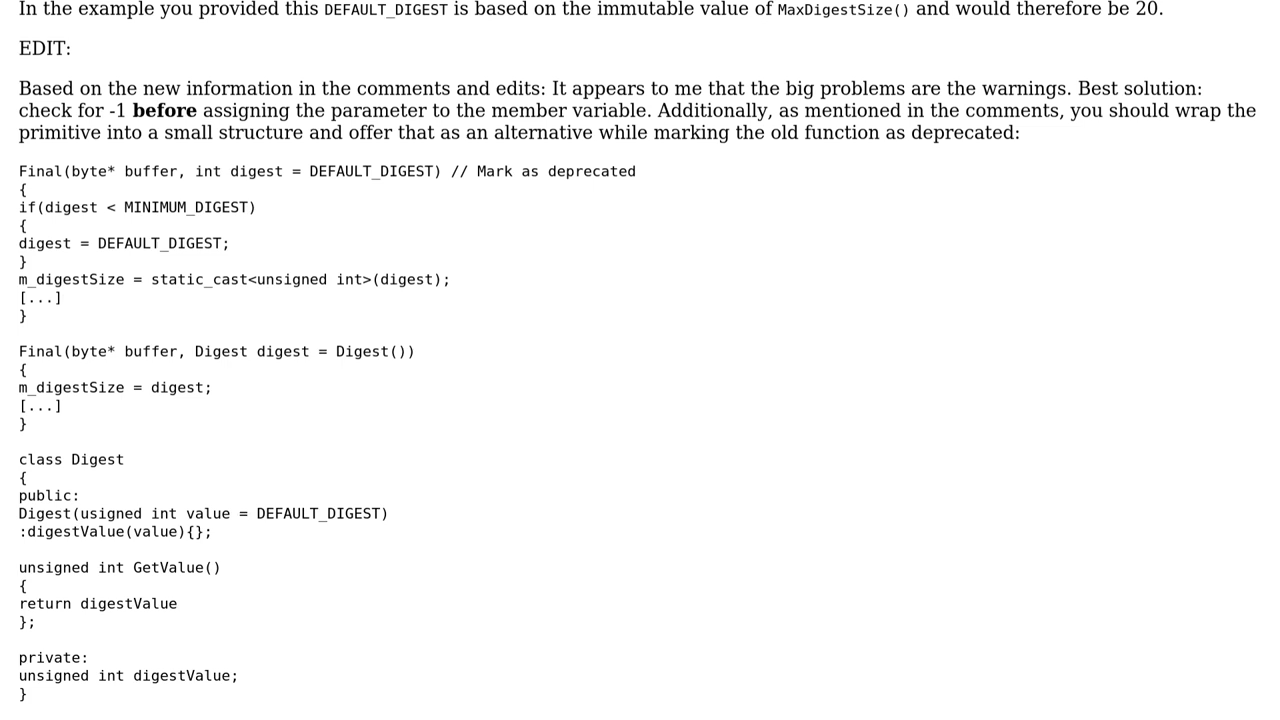 In the example you provided this DEFAULT_DIGEST is based on the immutable value of MaxDigestSize() and would therefore be 20.
EDIT:
Based on the new information in the comments and edits: It appears to me that the big problems are the warnings. Best solution:
check for -1 before assigning the parameter to the member variable. Additionally, as mentioned in the comments, you should wrap the
primitive into a small structure and offer that as an alternative while marking the old function as deprecated:
Final(byte* buffer, int digest = DEFAULT_DIGEST) // Mark as deprecated
{
if(digest < MINIMUM_DIGEST)
{
digest = DEFAULT_DIGEST;
}
m_digestSize = static_cast<unsigned int>(digest);
[...]
}
Final(byte* buffer, Digest digest = Digest())
{
m_digestSize = digest;
[...]
}
class Digest
{
public:
Digest(usigned int value = DEFAULT_DIGEST)
:digestValue(value){};
unsigned int GetValue()
{
return digestValue
};
private:
unsigned int digestValue;
}